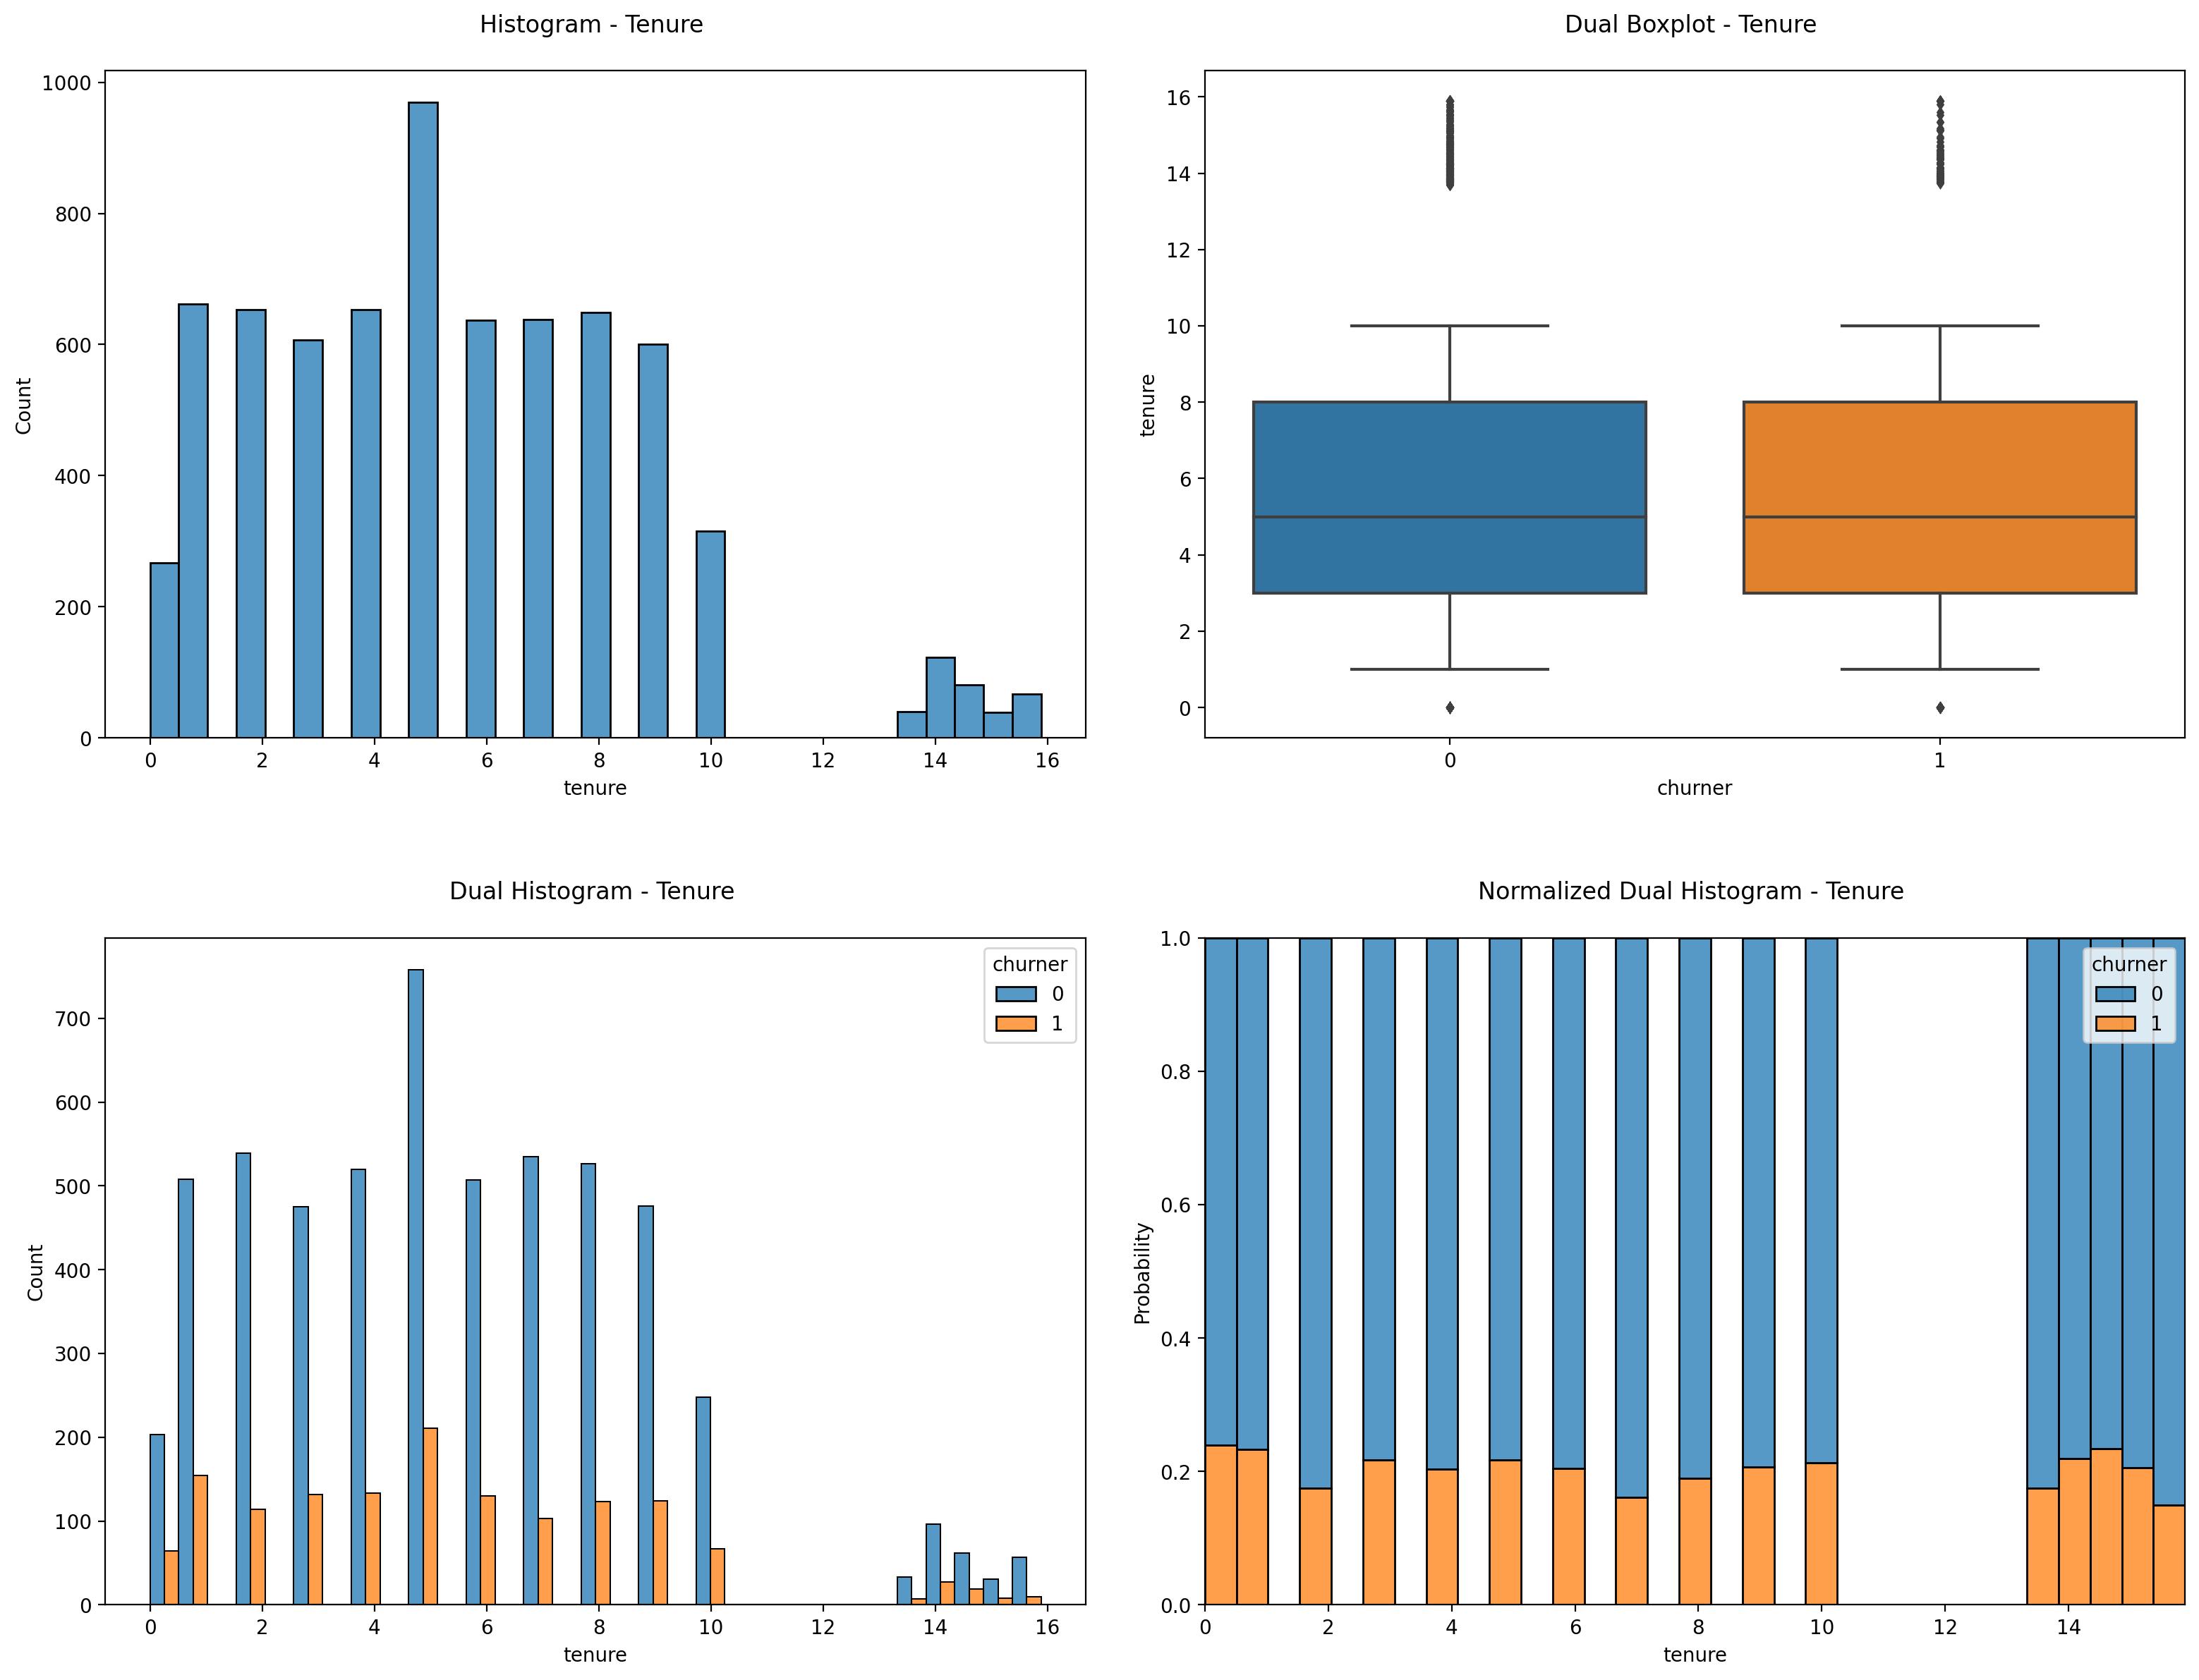 Histogram - Tenure
1000
800
600
400
200
0
Count
0 2 4 6 8 10 12 14 16
tenure
Dual Boxplot - Tenure
16
14
12
10
8
6
4
2
0
tenure
0 1
churner
Dual Histogram - Tenure
churner
0
1
700
600
500
400
300
200
100
0
Count
0 2 4 6 8 10 12 14 16
tenure
Normalized Dual Histogram - Tenure
churner
0
1
1.0
0.8
0.6
0.4
0.2
0.0
Probability
0 2 4 6 8 10 12 14
tenure